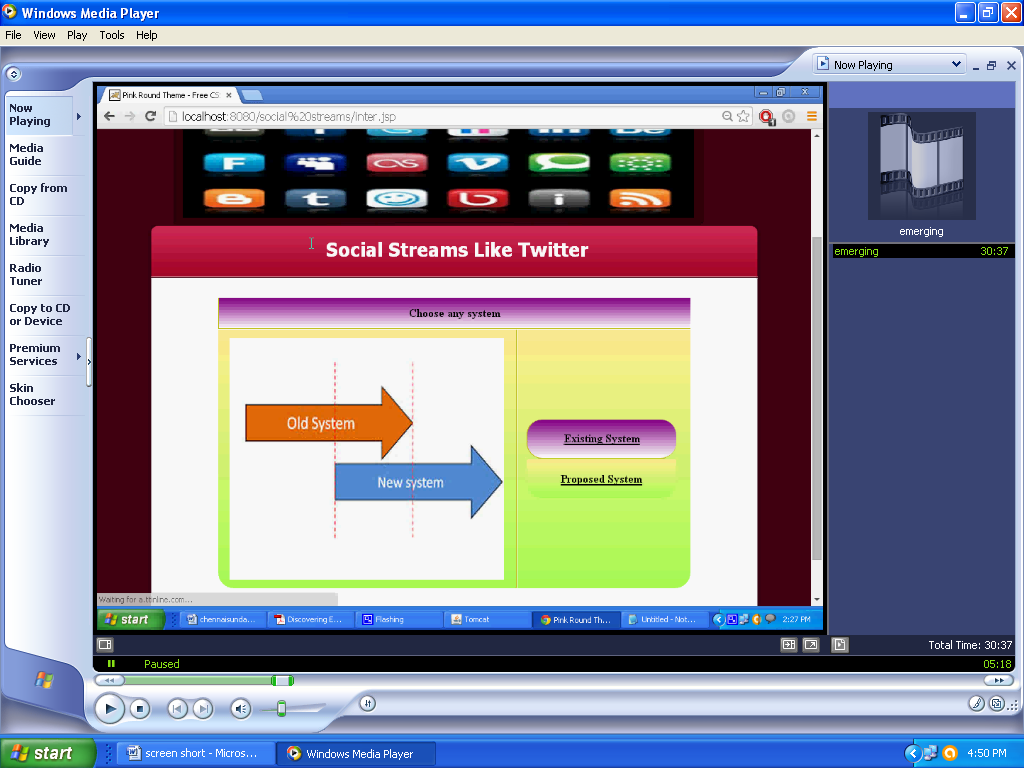 Windows Media Player
File View Play Tools Help
Now Playing
Now
Playing
Media
Guide
Copy from
CD
Media
Library
Radio
Tuner
Copy to CD
or Device
Premium
Services
Skin
Chooser
Pink Round Theme - Free CS
localhost:8080/social%20streams/inter.jsp
Social Streams Like Twitter
Choose any system
Old System
New system
Existing System
Proposed System
start chennaisunda... Discovering E... Flashing Tomcat Pink Round Th... Untitled - Not... 2:27 PM
emerging
emerging 30:37
Total Time: 30:37
Paused 05:18
start screen short - Micros... Windows Media Player 4:50 PM